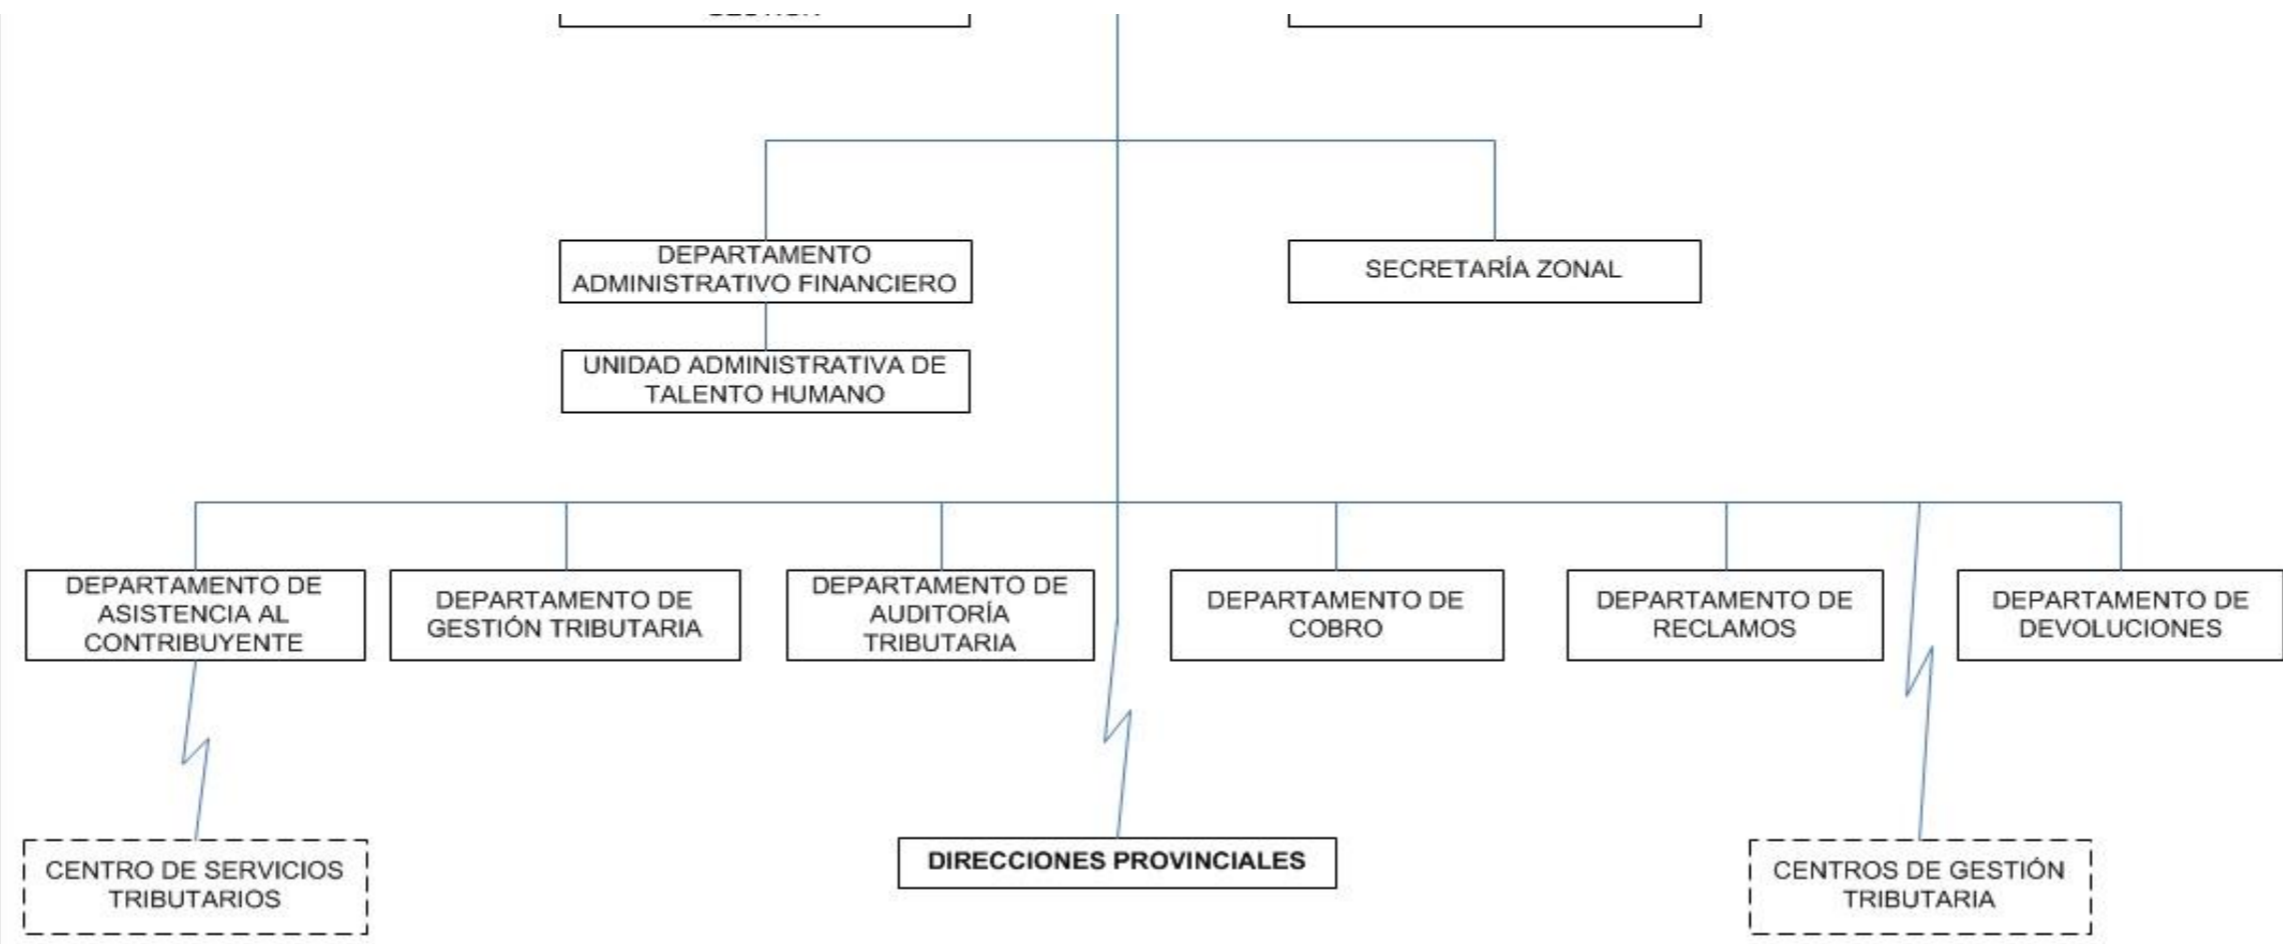 DEPARTAMENTO
ADMINISTRATIVO FINANCIERO
SECRETARÍA ZONAL
UNIDAD ADMINISTRATIVA DE
TALENTO HUMANO
DEPARTAMENTO DE
ASISTENCIA AL
CONTRIBUYENTE
DEPARTAMENTO DE
GESTIÓN TRIBUTARIA
DEPARTAMENTO DE
AUDITORÍA
TRIBUTARIA
DEPARTAMENTO DE
COBRO
DEPARTAMENTO DE
RECLAMOS
DEPARTAMENTO DE
DEVOLUCIONES
CENTRO DE SERVICIOS
TRIBUTARIOS
DIRECCIONES PROVINCIALES
CENTROS DE GESTIÓN
TRIBUTARIA